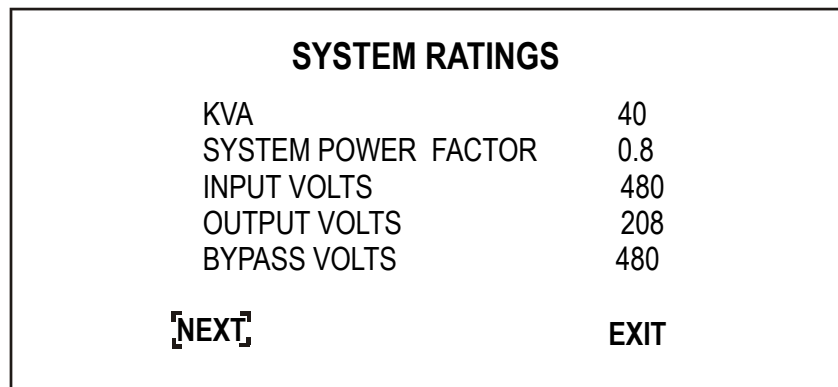 SYSTEM RATINGS
KVA 40
SYSTEM POWER FACTOR 0.8
INPUT VOLTS 480
OUTPUT VOLTS 208
BYPASS VOLTS 480
NEXT EXIT